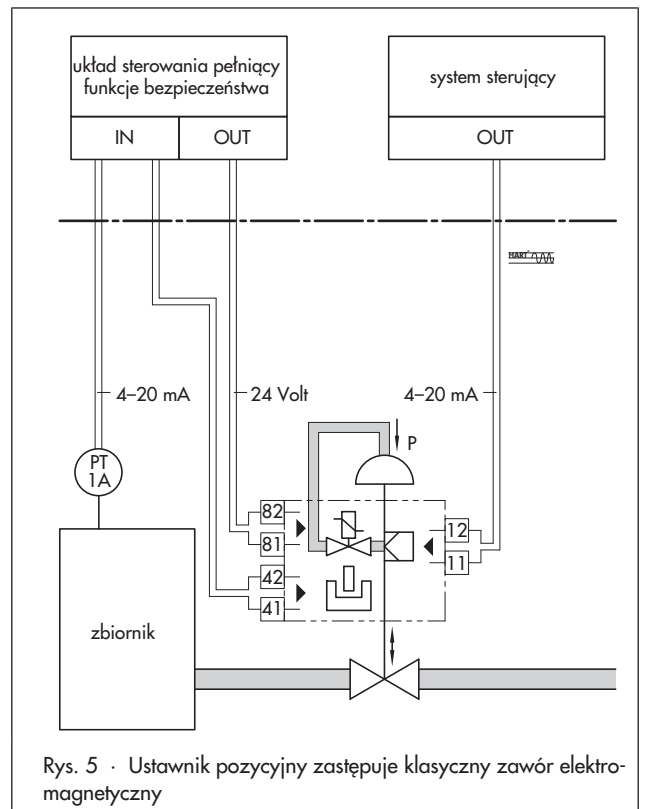 układ sterowania pełniący
funkcje bezpieczeństwa
IN
OUT
system sterujący
OUT
HART
4–20 mA
24 Volt
4–20 mA
P
PT
1A
82
81
42
41
12
11
zbiornik
Rys. 5 · Ustawnik pozycyjny zastępuje klasyczny zawór elektro-
magnetyczny